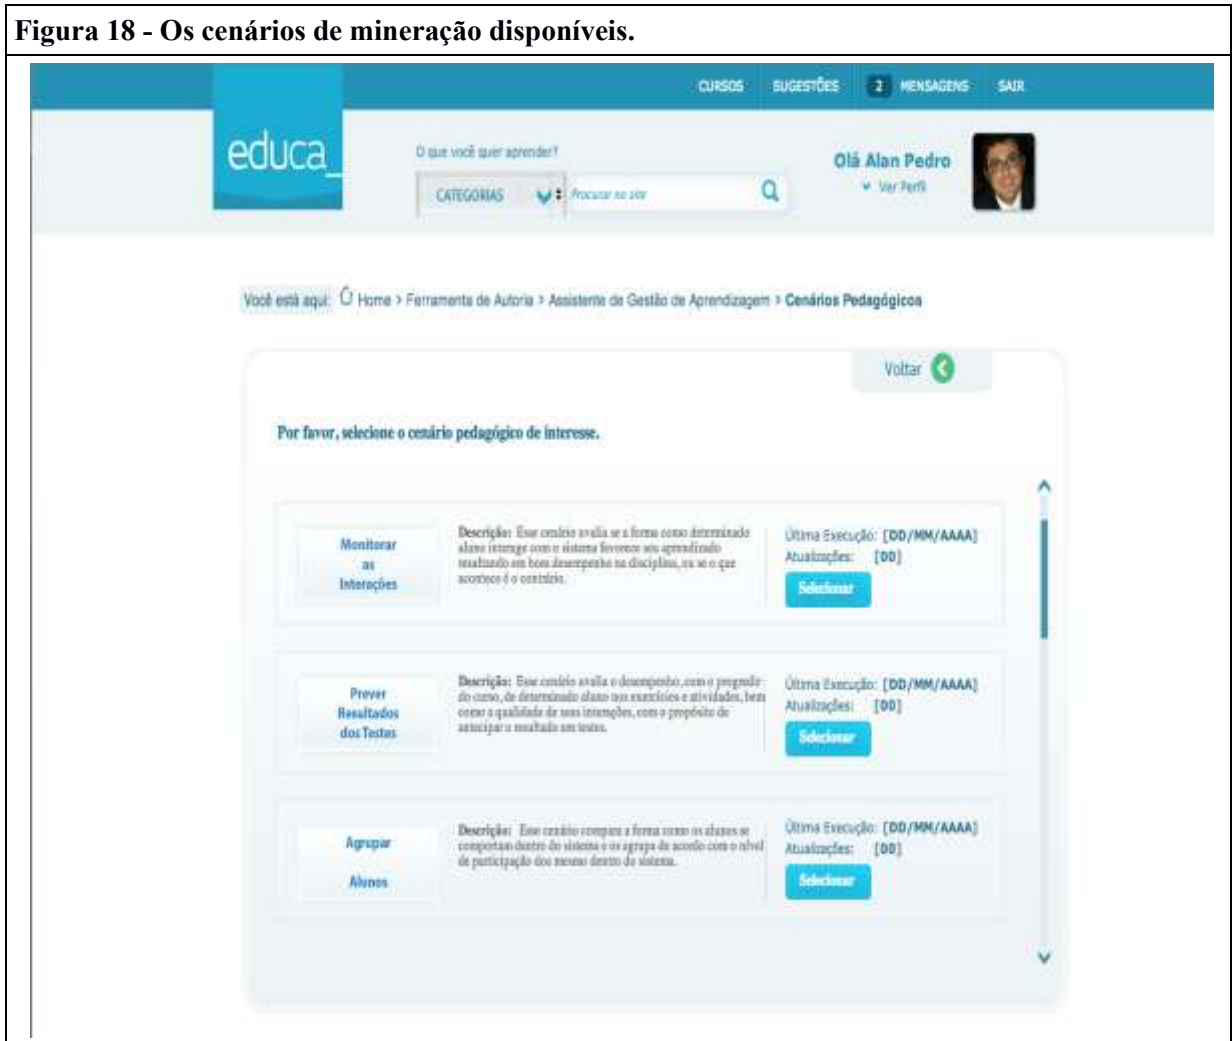 Figura 18 - Os cenários de mineração disponíveis.
CURSOS SUGESTÕES 2 MENSAGENS SAIR
educa_
O que você quer aprender?
CATEGORIAS
Procurar no site
Olá Alan Pedro
Ver Perfil
Você está aqui: Home > Ferramenta de Autoria > Assistente de Gestão de Aprendizagem > Cenários Pedagógicos
Voltar
Por favor, selecione o cenário pedagógico de interesse.
Monitorar
as
Interações
Descrição: Esse cenário avalia se a forma como determinado
aluno interage com o sistema favorece seu aprendizado
resultando em bom desempenho na disciplina, ou se o que
acontece é o contrário.
Última Execução: [DD/MM/AAAA]
Atualizações: [DD]
Selecionar
Prever
Resultados
dos Testes
Descrição: Esse cenário avalia o desempenho, com o progredir
do curso, de determinado aluno nos exercícios e atividades, bem
como a qualidade de suas interações, com o propósito de
antecipar o resultado em testes.
Última Execução: [DD/MM/AAAA]
Atualizações: [DD]
Selecionar
Agrupar
Alunos
Descrição: Esse cenário compara a forma como os alunos se
comportam dentro do sistema e os agrupa de acordo com o nível
de participação dos mesmo dentro do sistema.
Última Execução: [DD/MM/AAAA]
Atualizações: [DD]
Selecionar